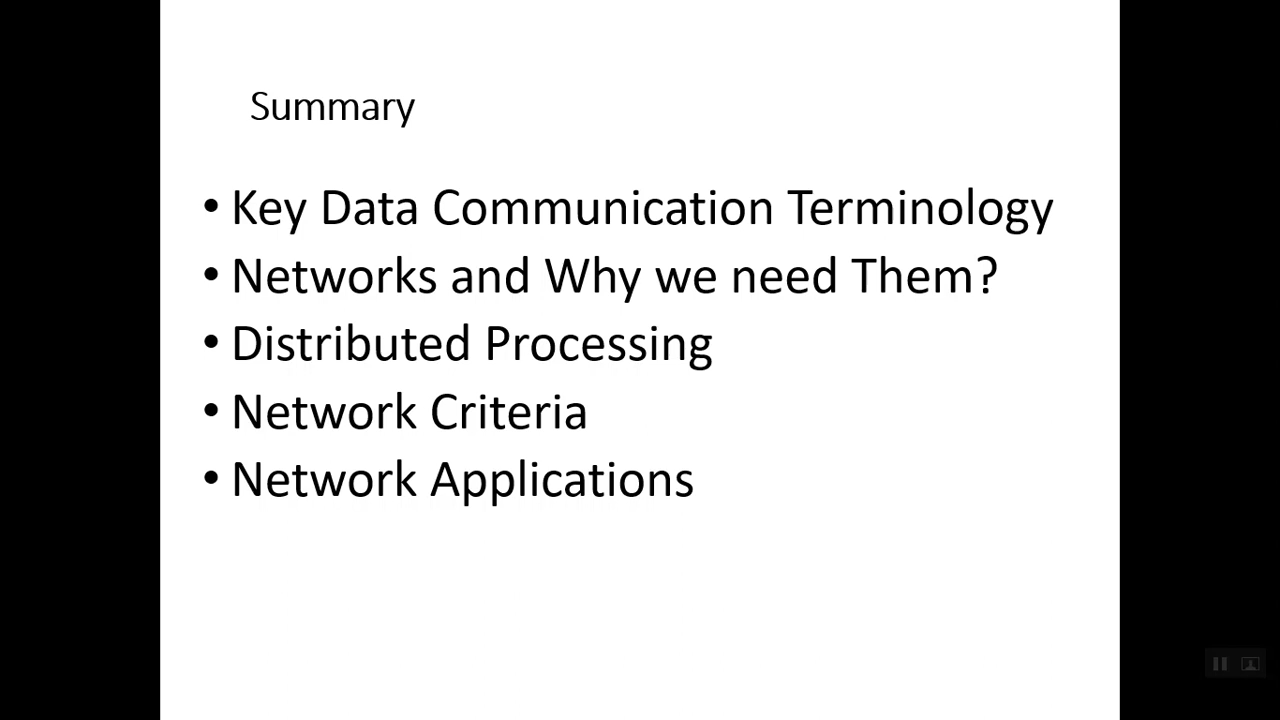 Summary
• Key Data Communication Terminology
• Networks and Why we need Them?
• Distributed Processing
• Network Criteria
• Network Applications